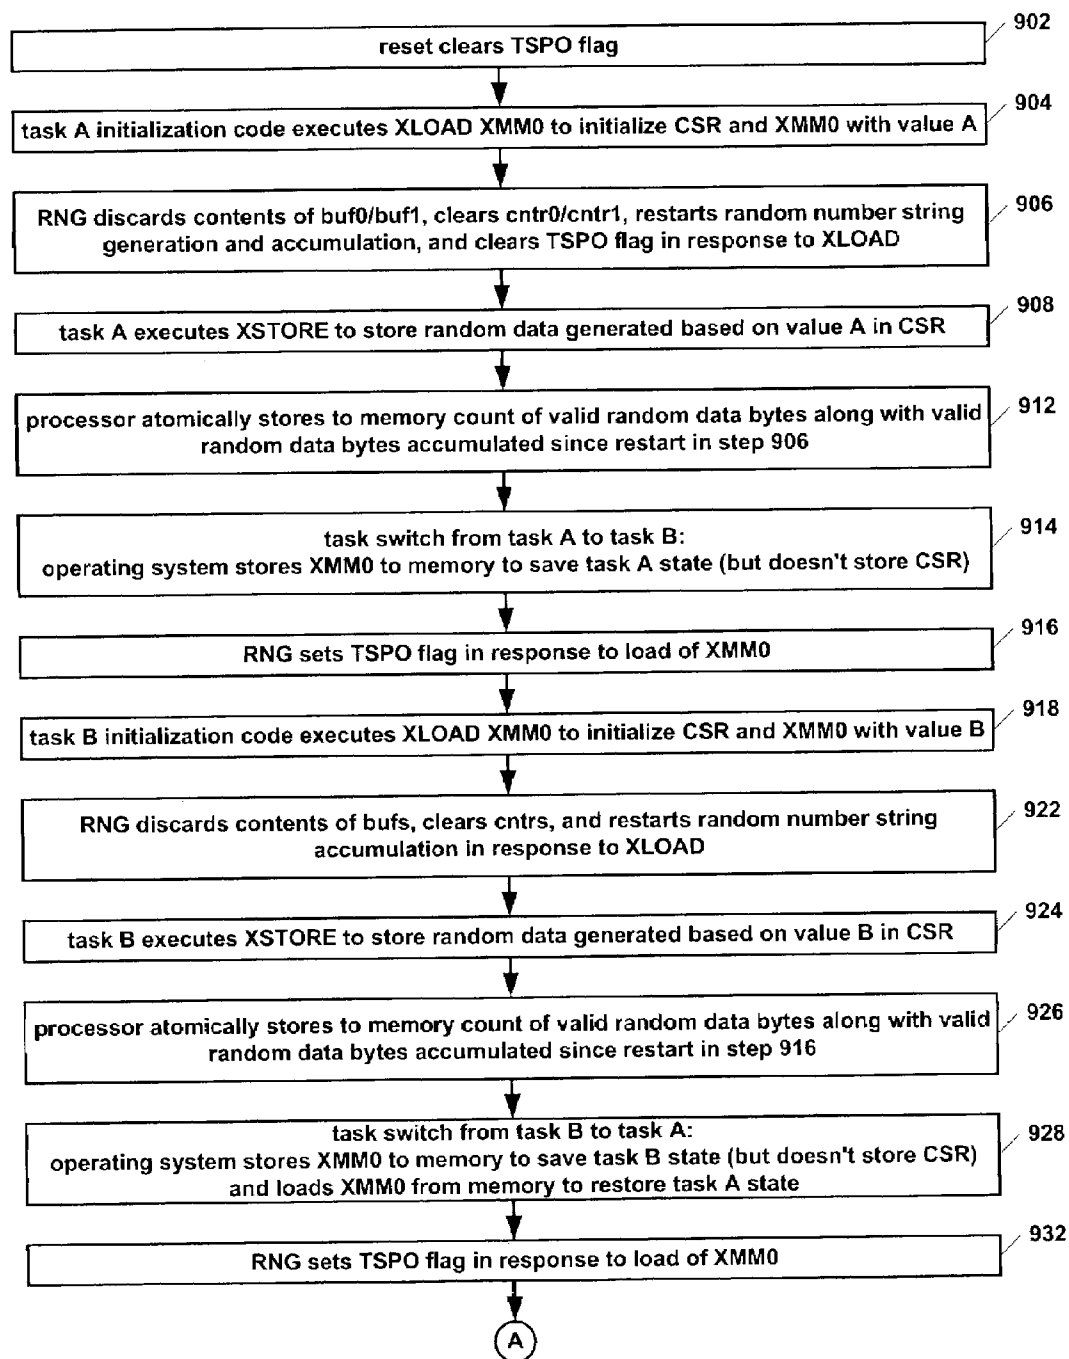 902
reset clears TSPO flag
904
task A initialization code executes XLOAD XMM0 to initialize CSR and XMM0 with value A
906
RNG discards contents of buf0/buf1, clears cntr0/cntr1, restarts random number string
generation and accumulation, and clears TSPO flag in response to XLOAD
908
task A executes XSTORE to store random data generated based on value A in CSR
912
processor atomically stores to memory count of valid random data bytes along with valid
random data bytes accumulated since restart in step 906
914
task switch from task A to task B:
operating system stores XMM0 to memory to save task A state (but doesn't store CSR)
916
RNG sets TSPO flag in response to load of XMM0
918
task B initialization code executes XLOAD XMM0 to initialize CSR and XMM0 with value B
922
RNG discards contents of bufs, clears cntrs, and restarts random number string
accumulation in response to XLOAD
924
task B executes XSTORE to store random data generated based on value B in CSR
926
processor atomically stores to memory count of valid random data bytes along with valid
random data bytes accumulated since restart in step 916
928
task switch from task B to task A:
operating system stores XMM0 to memory to save task B state (but doesn't store CSR)
and loads XMM0 from memory to restore task A state
932
RNG sets TSPO flag in response to load of XMM0
A